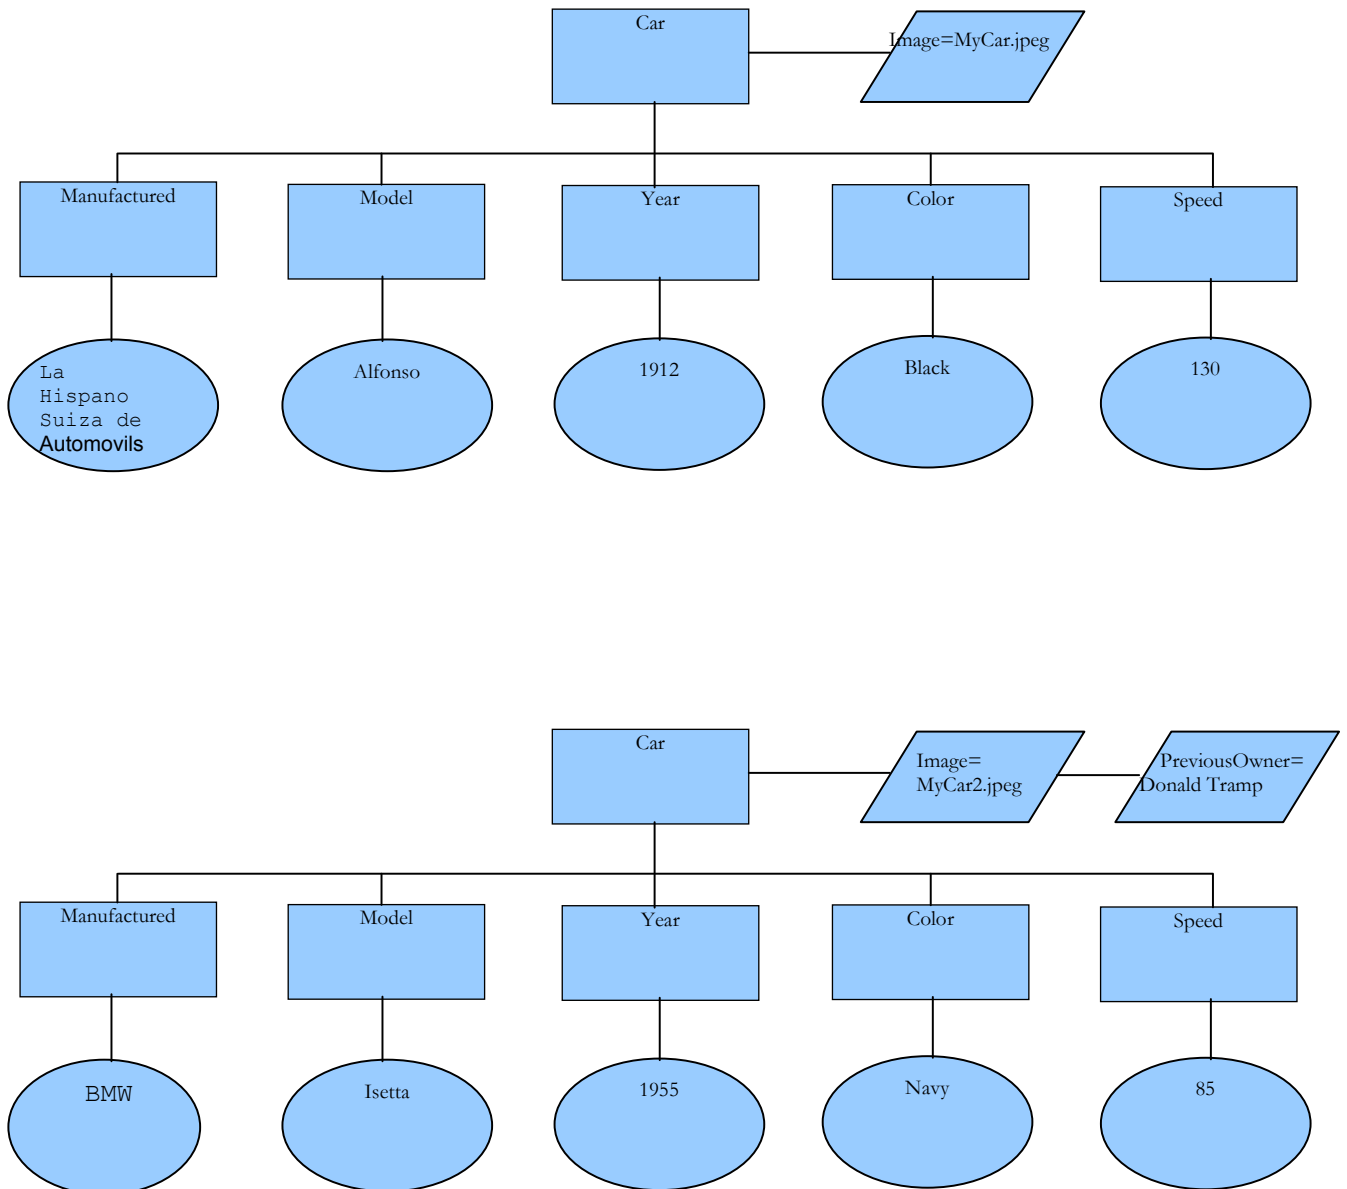 Car
Image=MyCar.jpeg
Manufactured
Model
Year
Color
Speed
La
Hispano
Suiza de
Automovils
Alfonso
1912
Black
130
Car
Image=
MyCar2.jpeg
PreviousOwner=
Donald Tramp
Manufactured
Model
Year
Color
Speed
BMW
Isetta
1955
Navy
85